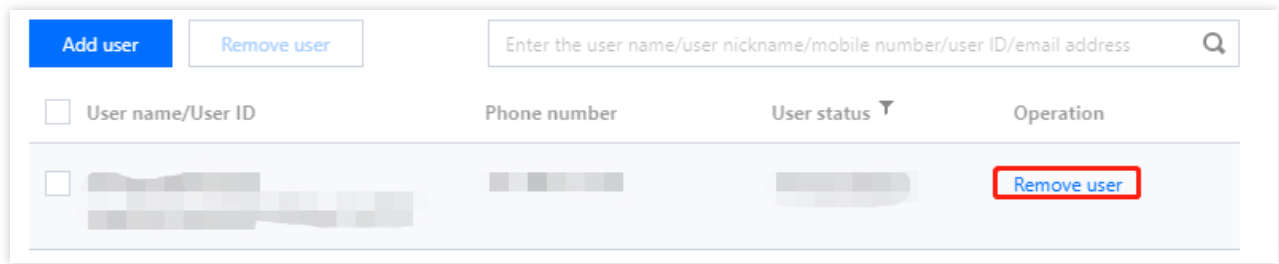 Add user Remove user Enter the user name/user nickname/mobile number/user ID/email address
User name/User ID Phone number User status Operation
Remove user